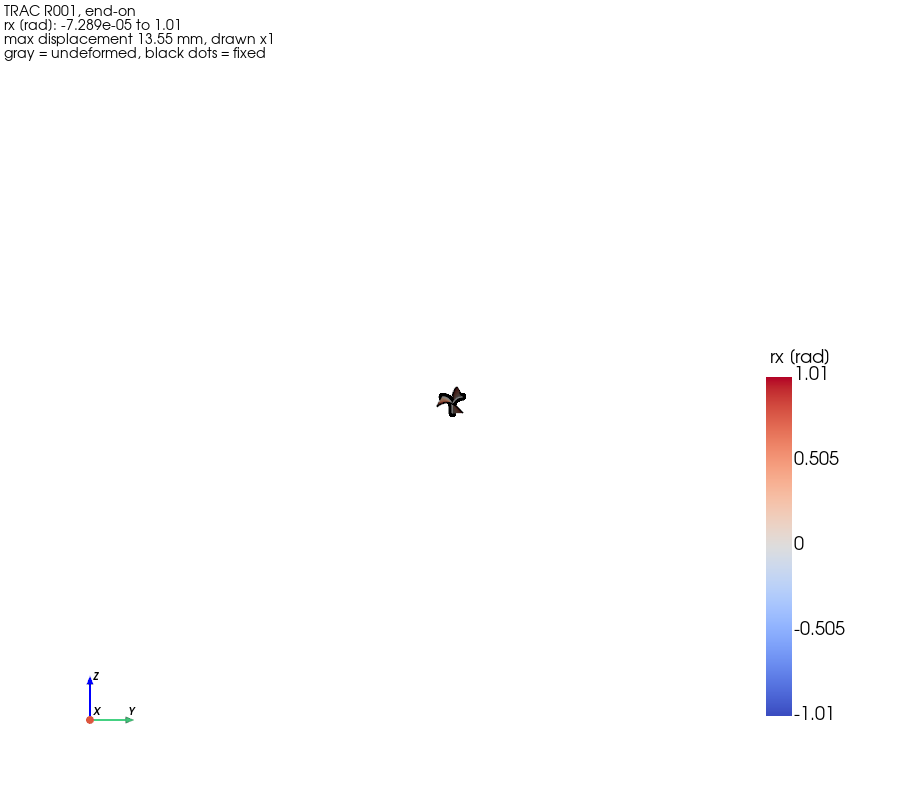 TRAC R001, end-on
rx [rad]: -7.289e-05 to 1.01
max displacement 13.55 mm, drawn x1
gray = undeformed, black dots = fixed
rx [rad]
1.01
0.505
0
-0.505
-1.01
Z
X
Y